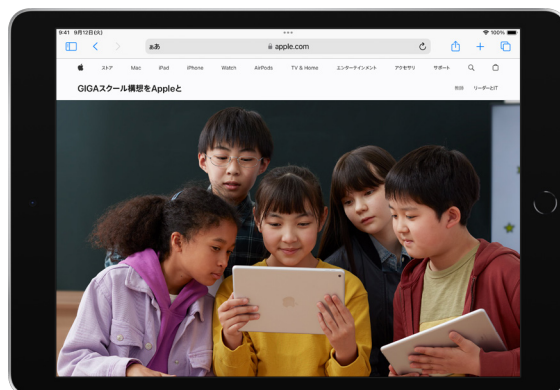 9:41 9月12日(火) 100%
ぁあ apple.com
ストア Mac iPad iPhone Watch AirPods TV & Home エンターテインメント アクセサリ サポート
GIGAスクール構想をAppleと 教師 リーダーとIT